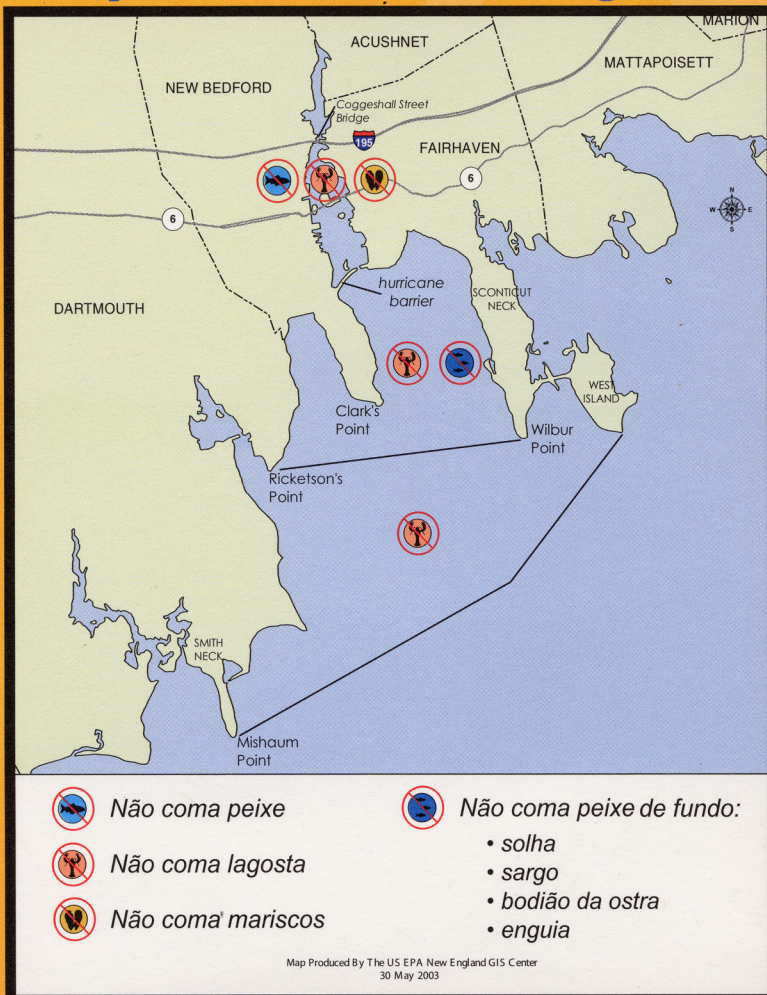 MARION
ACUSHNET
MATTAPOISETT
NEW BEDFORD
Coggeshall Street
Bridge
195
FAIRHAVEN
6
6
N
W E
S
hurricane
barrier
SCONTICUT
NECK
DARTMOUTH
WEST
ISLAND
Clark's
Point
Wilbur
Point
Ricketson's
Point
SMITH
NECK
Mishaum
Point
Não coma peixe
Não coma lagosta
Não coma mariscos
Não coma peixe de fundo:
• solha
• sargo
• bodião da ostra
• enguia
Map Produced By The US EPA New England GIS Center
30 May 2003